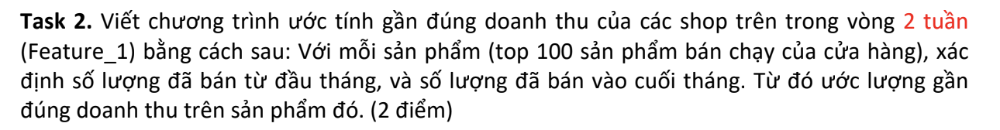 Task 2. Viết chương trình ước tính gần đúng doanh thu của các shop trên trong vòng 2 tuần
(Feature_1) bằng cách sau: Với mỗi sản phẩm (top 100 sản phẩm bán chạy của cửa hàng), xác
định số lượng đã bán từ đầu tháng, và số lượng đã bán vào cuối tháng. Từ đó ước lượng gần
đúng doanh thu trên sản phẩm đó. (2 điểm)